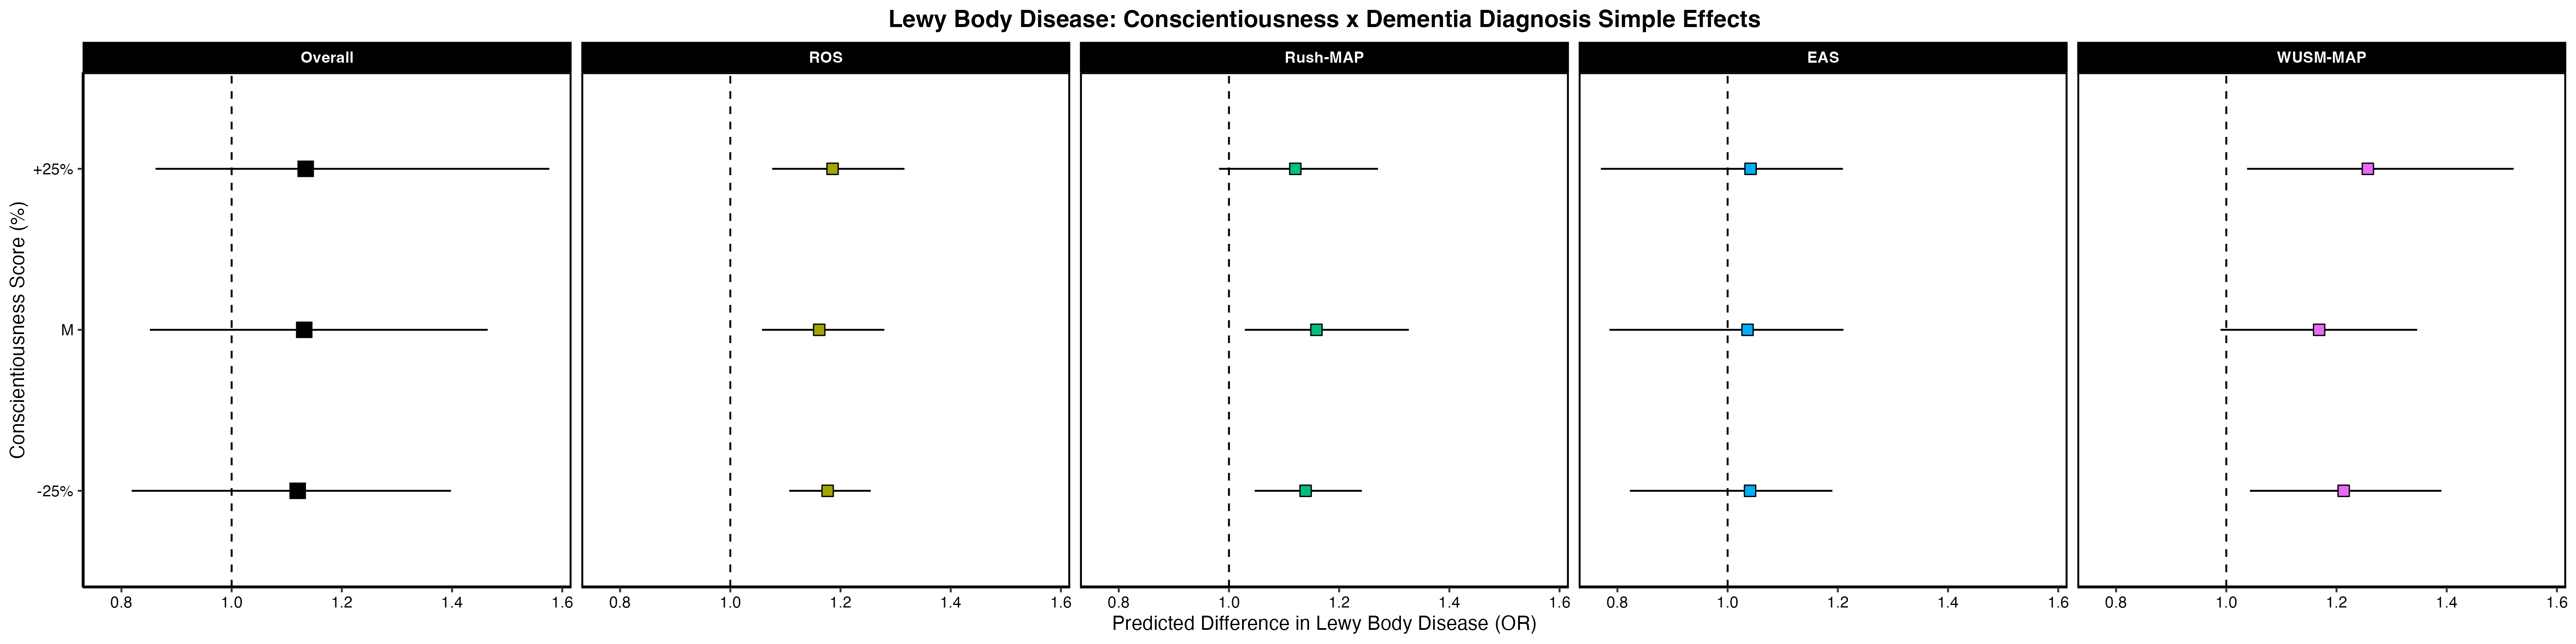 Lewy Body Disease: Conscientiousness x Dementia Diagnosis Simple Effects
Overall
ROS
Rush-MAP
EAS
WUSM-MAP
Conscientiousness Score (%)
+25%
M
-25%
0.8 1.0 1.2 1.4 1.6
0.8 1.0 1.2 1.4 1.6
0.8 1.0 1.2 1.4 1.6
0.8 1.0 1.2 1.4 1.6
0.8 1.0 1.2 1.4 1.6
Predicted Difference in Lewy Body Disease (OR)